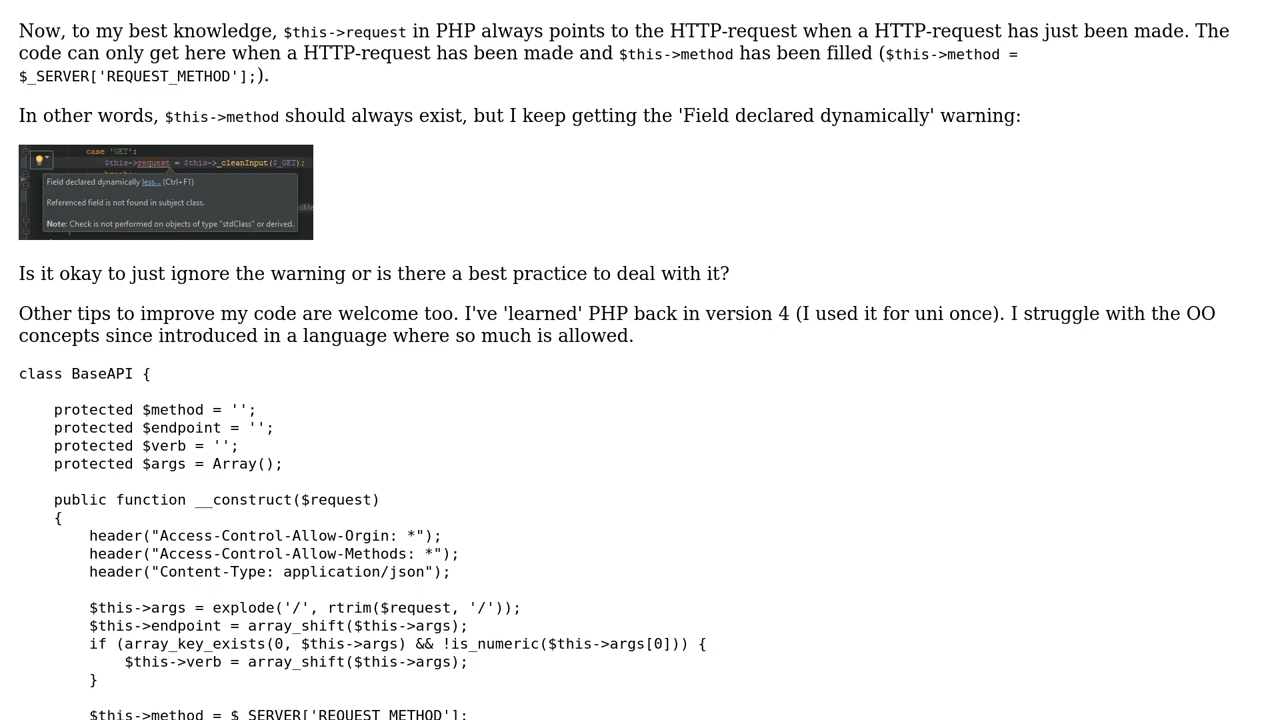 Now, to my best knowledge, $this->request in PHP always points to the HTTP-request when a HTTP-request has just been made. The
code can only get here when a HTTP-request has been made and $this->method has been filled ($this->method =
$_SERVER['REQUEST_METHOD'];).
In other words, $this->method should always exist, but I keep getting the 'Field declared dynamically' warning:
case 'GET':
$this->request = $this->_cleanInput($_GET);
Field declared dynamically less... (Ctrl+F1)
Referenced field is not found in subject class.
Note: Check is not performed on objects of type "stdClass" or derived.
Is it okay to just ignore the warning or is there a best practice to deal with it?
Other tips to improve my code are welcome too. I've 'learned' PHP back in version 4 (I used it for uni once). I struggle with the OO
concepts since introduced in a language where so much is allowed.
class BaseAPI {
protected $method = '';
protected $endpoint = '';
protected $verb = '';
protected $args = Array();
public function __construct($request)
{
header("Access-Control-Allow-Orgin: *");
header("Access-Control-Allow-Methods: *");
header("Content-Type: application/json");
$this->args = explode('/', rtrim($request, '/'));
$this->endpoint = array_shift($this->args);
if (array_key_exists(0, $this->args) && !is_numeric($this->args[0])) {
$this->verb = array_shift($this->args);
}
$this->method = $_SERVER['REQUEST_METHOD'];